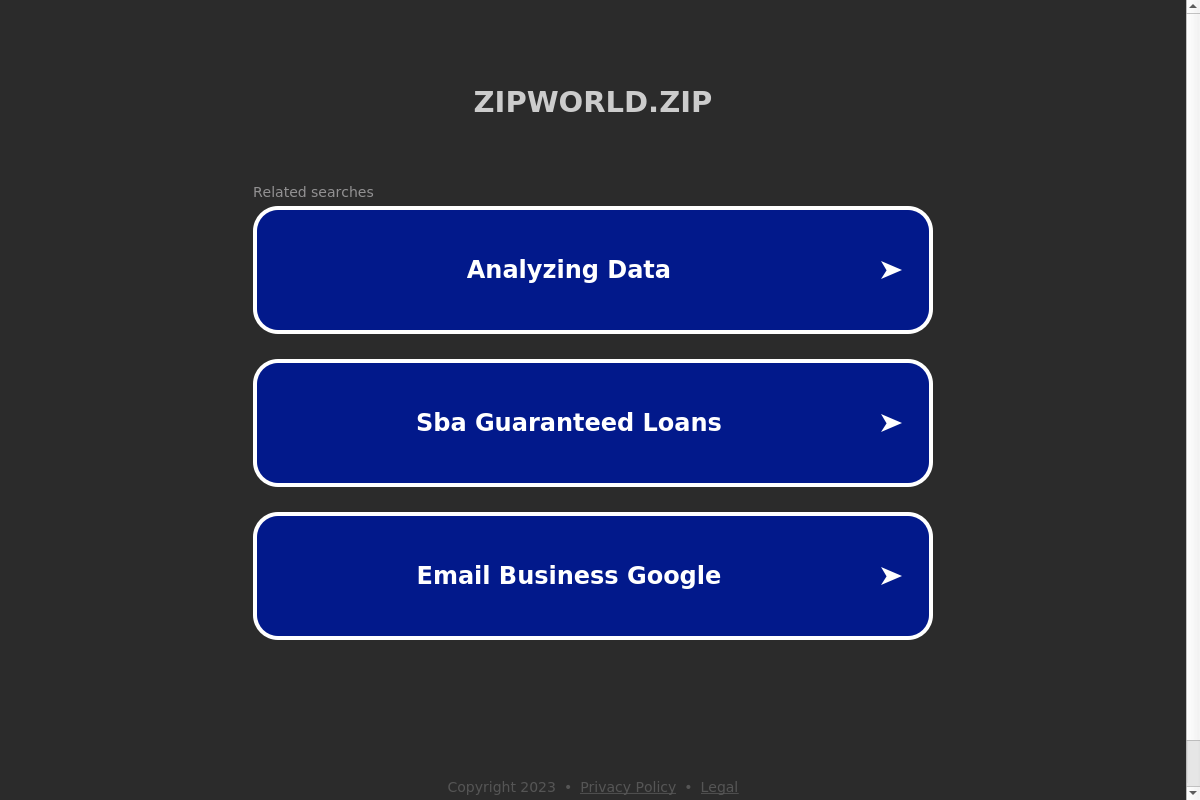 ZIPWORLD.ZIP
Related searches
Analyzing Data
Sba Guaranteed Loans
Email Business Google
Copyright 2023 • Privacy Policy • Legal